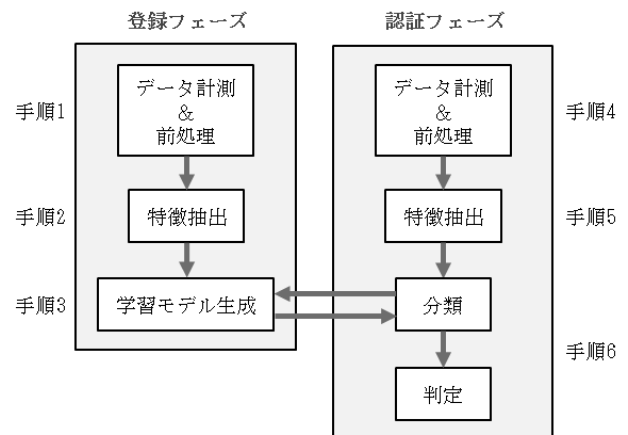 登録フェーズ
認証フェーズ
手順1
データ計測
&
前処理
データ計測
&
前処理
手順4
手順2
特徴抽出
特徴抽出
手順5
手順3
学習モデル生成
分類
手順6
判定